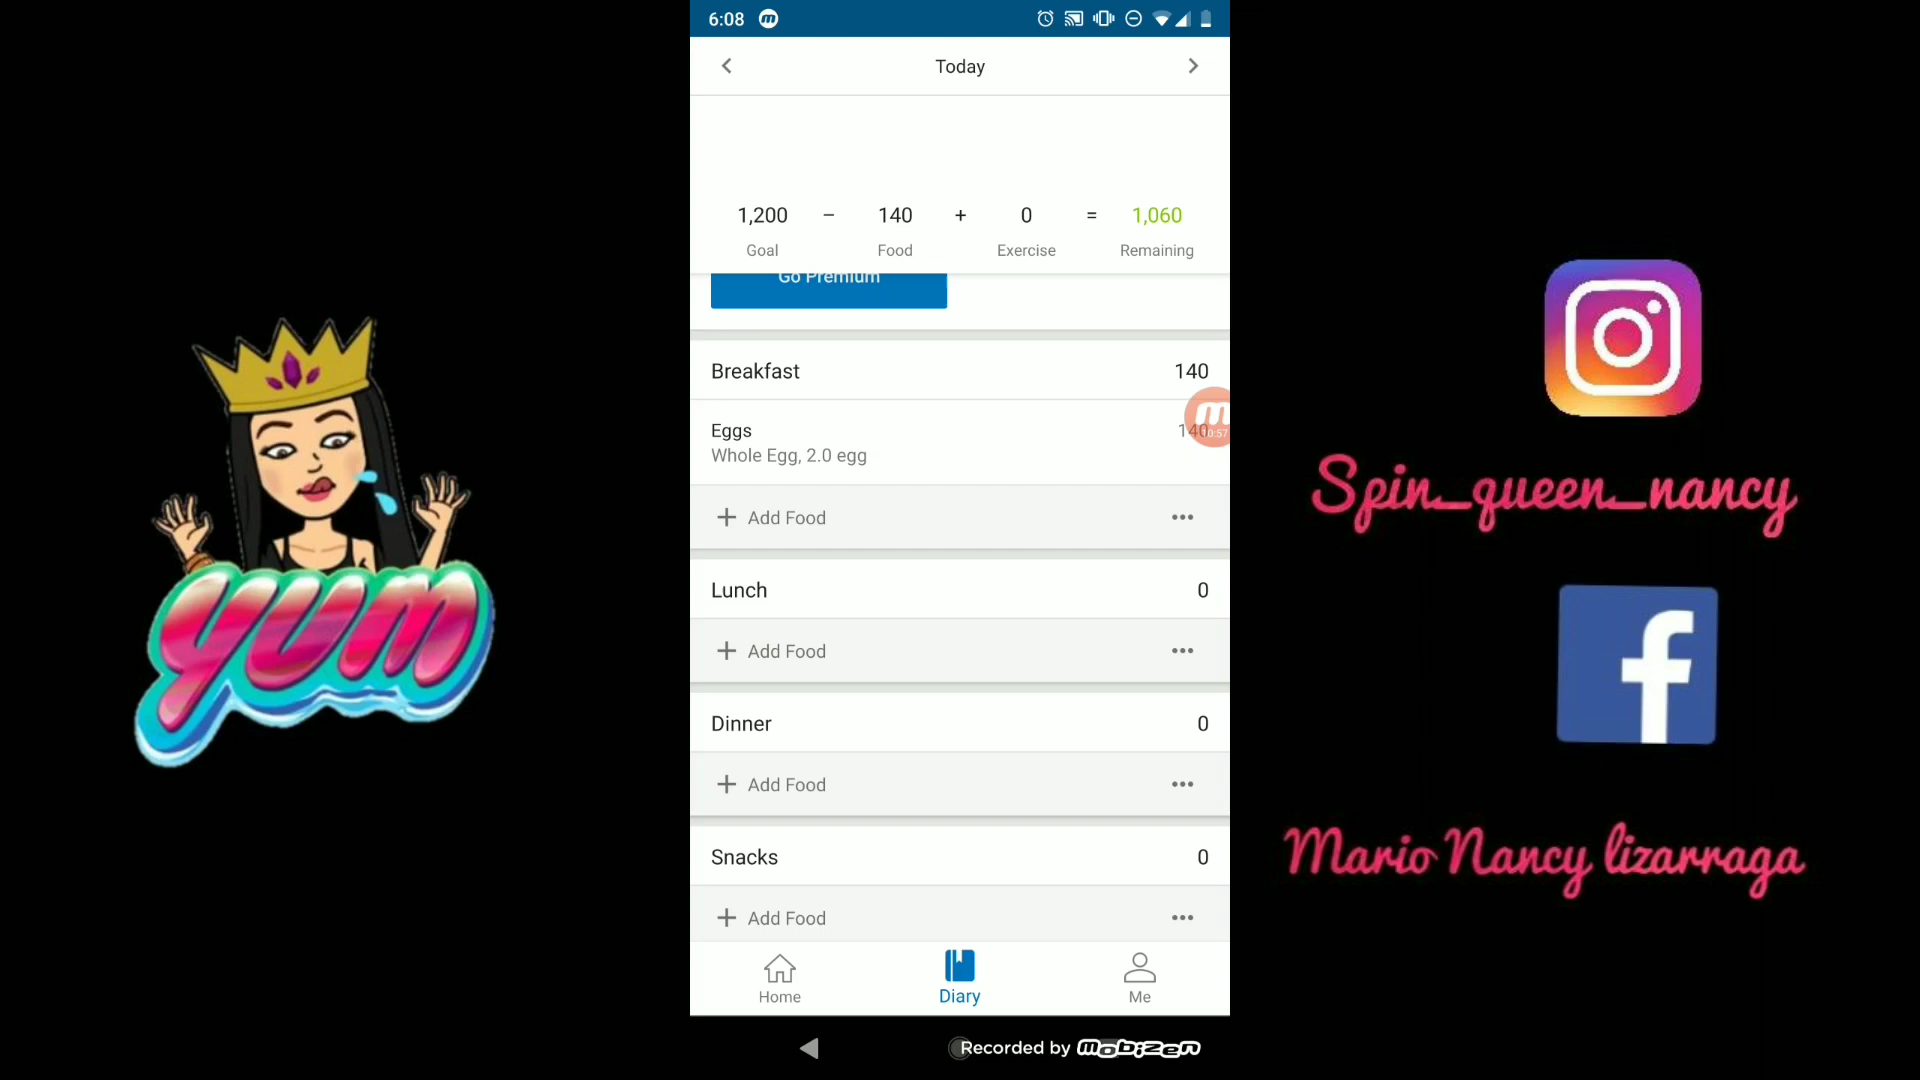 6:08
Today
1,200 − 140 + 0 = 1,060
Goal Food Exercise Remaining
Go Premium
Breakfast 140
Eggs 140
Whole Egg, 2.0 egg
+ Add Food
Lunch 0
+ Add Food
Dinner 0
+ Add Food
Snacks 0
+ Add Food
Home Diary Me
Recorded by mobizen
0:57
yum
Spin_queen_nancy
Mario Nancy lizarraga